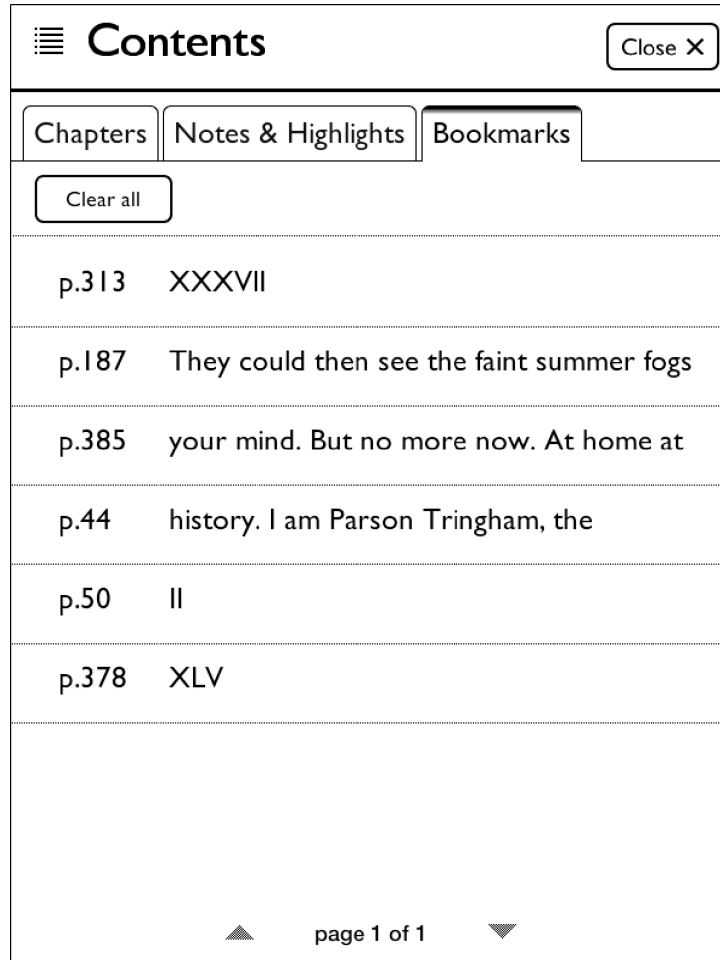 Contents
Close ×
Chapters Notes & Highlights Bookmarks
Clear all
p.313 XXXVII
p.187 They could then see the faint summer fogs
p.385 your mind. But no more now. At home at
p.44 history. I am Parson Tringham, the
p.50 II
p.378 XLV
page 1 of 1